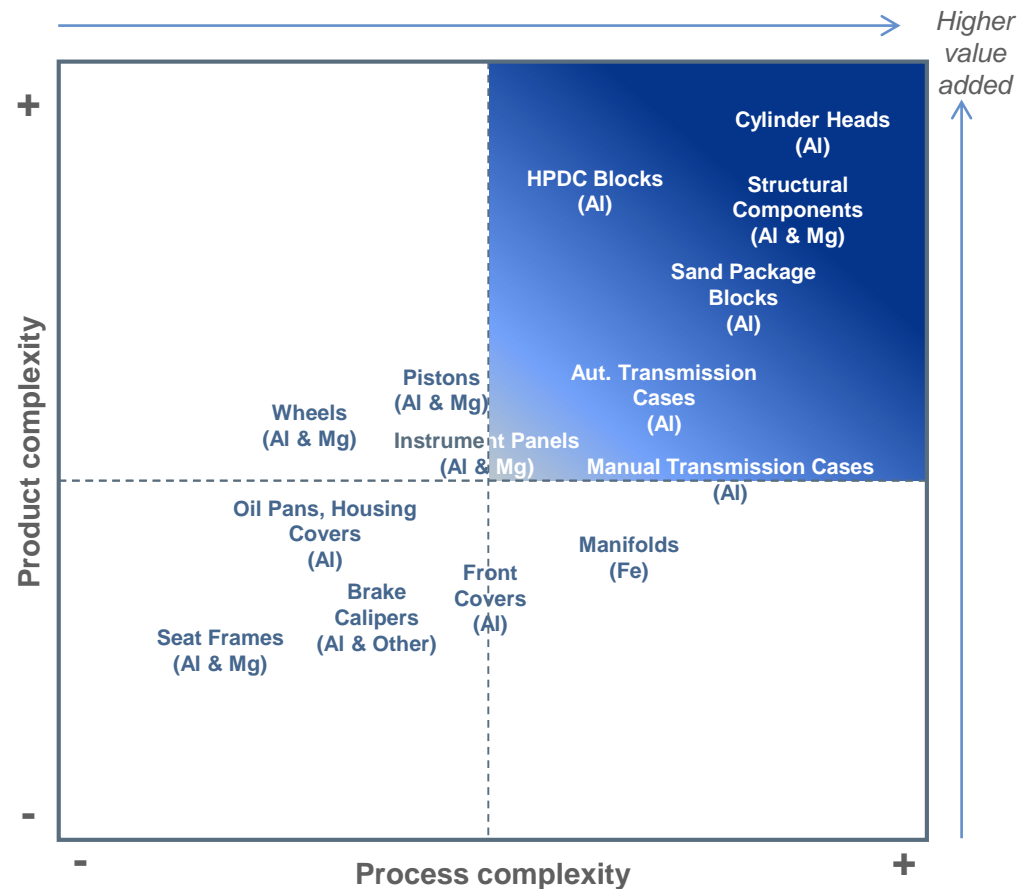 Higher
value
added
+
Cylinder Heads
(Al)
HPDC Blocks
(Al)
Structural
Components
(Al & Mg)
Sand Package
Blocks
(Al)
Aut. Transmission
Cases
(Al)
Pistons
(Al & Mg)
Wheels
(Al & Mg)
Instrument Panels
(Al & Mg)
Manual Transmission Cases
(Al)
Product complexity
Oil Pans, Housing
Covers
(Al)
Manifolds
(Fe)
Front
Covers
(Al)
Brake
Calipers
(Al & Other)
Seat Frames
(Al & Mg)
-
-
Process complexity
+